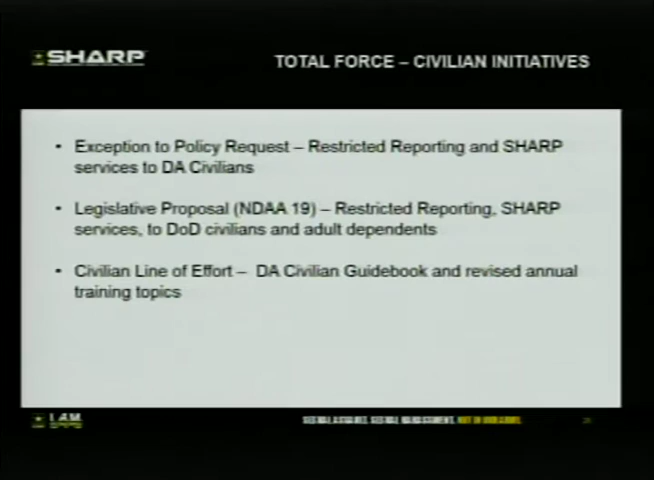 SHARP
TOTAL FORCE – CIVILIAN INITIATIVES
• Exception to Policy Request – Restricted Reporting and SHARP
services to DA Civilians
• Legislative Proposal (NDAA 19) – Restricted Reporting, SHARP
services, to DoD civilians and adult dependents
• Civilian Line of Effort – DA Civilian Guidebook and revised annual
training topics
I. AM.